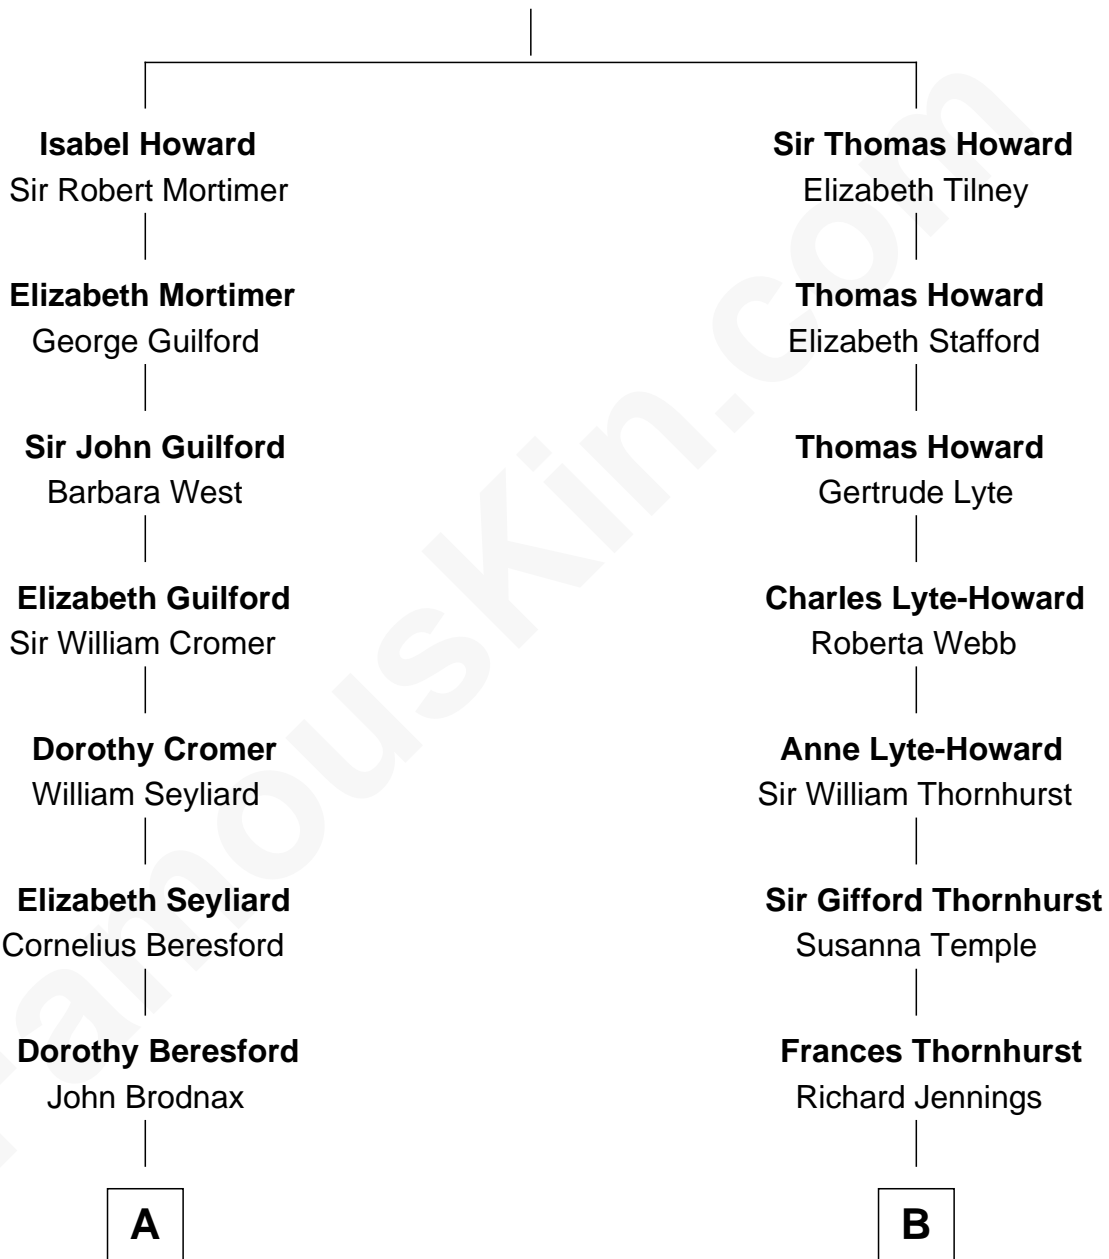 Isabel Howard
Sir Robert Mortimer
Elizabeth Mortimer
George Guilford
Sir John Guilford
Barbara West
Elizabeth Guilford
Sir William Cromer
Dorothy Cromer
William Seyliard
Elizabeth Seyliard
Cornelius Beresford
Dorothy Beresford
John Brodnax
A
Sir Thomas Howard
Elizabeth Tilney
Thomas Howard
Elizabeth Stafford
Thomas Howard
Gertrude Lyte
Charles Lyte-Howard
Roberta Webb
Anne Lyte-Howard
Sir William Thornhurst
Sir Gifford Thornhurst
Susanna Temple
Frances Thornhurst
Richard Jennings
B
FamousKin.com